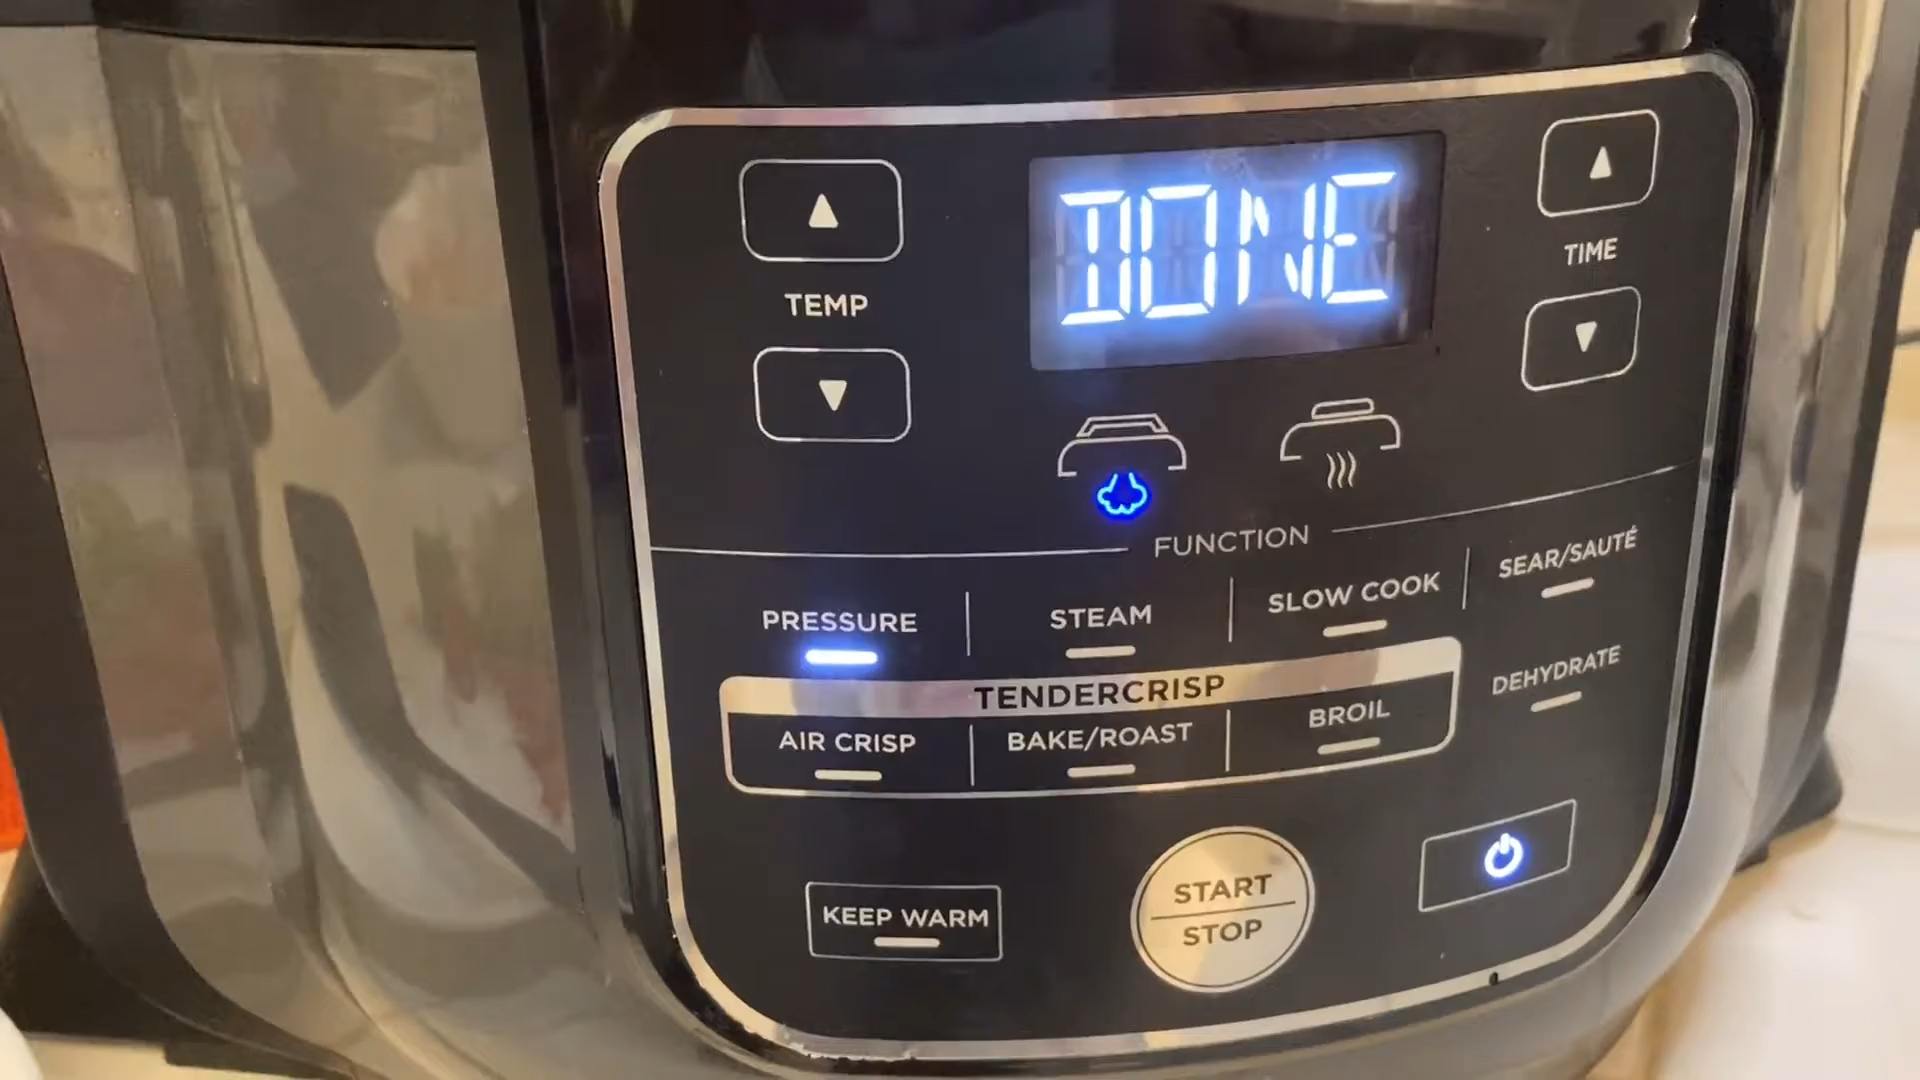 DONE
TEMP
TIME
FUNCTION
PRESSURE
STEAM
SLOW COOK
SEAR/SAUTÉ
TENDERCRISP
AIR CRISP
BAKE/ROAST
BROIL
DEHYDRATE
KEEP WARM
START
STOP